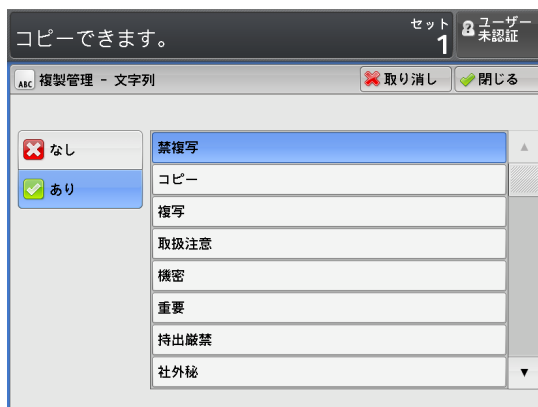 コピーできます。
セット
1
ユーザー
未認証
ABC 複製管理 - 文字列
取り消し
閉じる
なし
あり
禁複写
コピー
複写
取扱注意
機密
重要
持出厳禁
社外秘